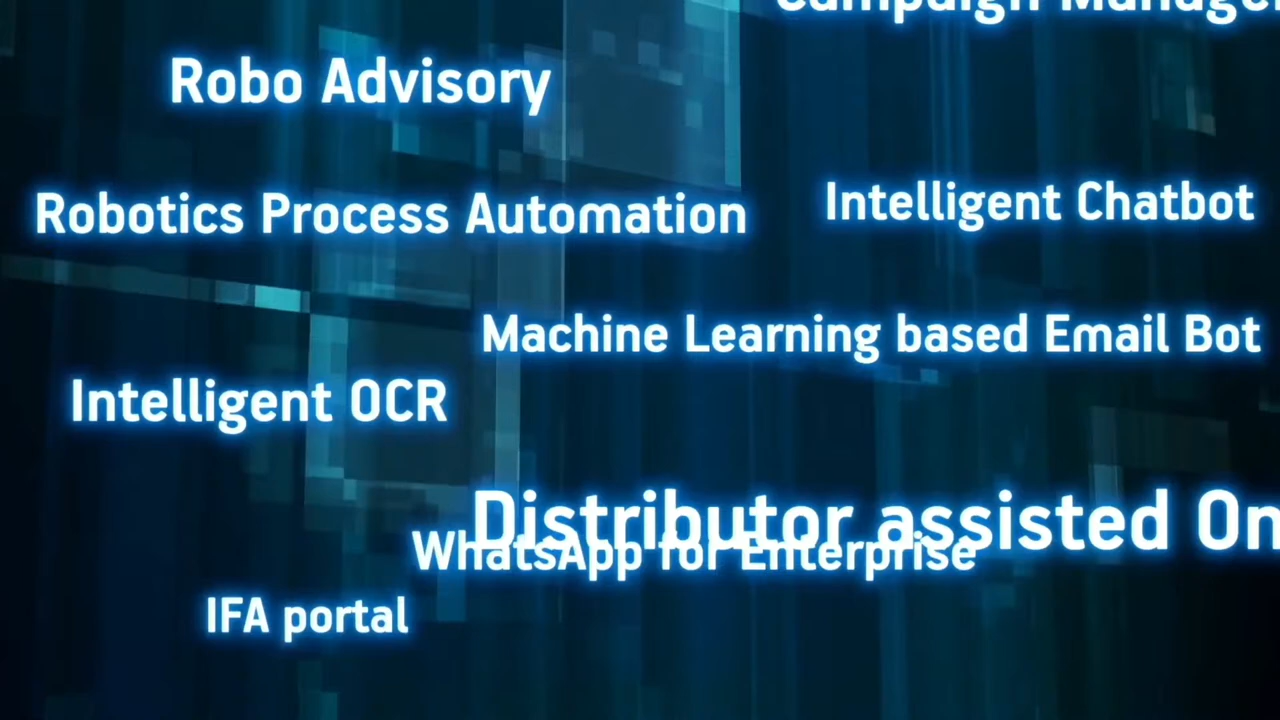 Campaign
Robo Advisory
Intelligent Chatbot
Robotics Process Automation
Machine Learning based Email Bot
Intelligent OCR
Distributor assisted
WhatsApp for Enterprise
IFA portal